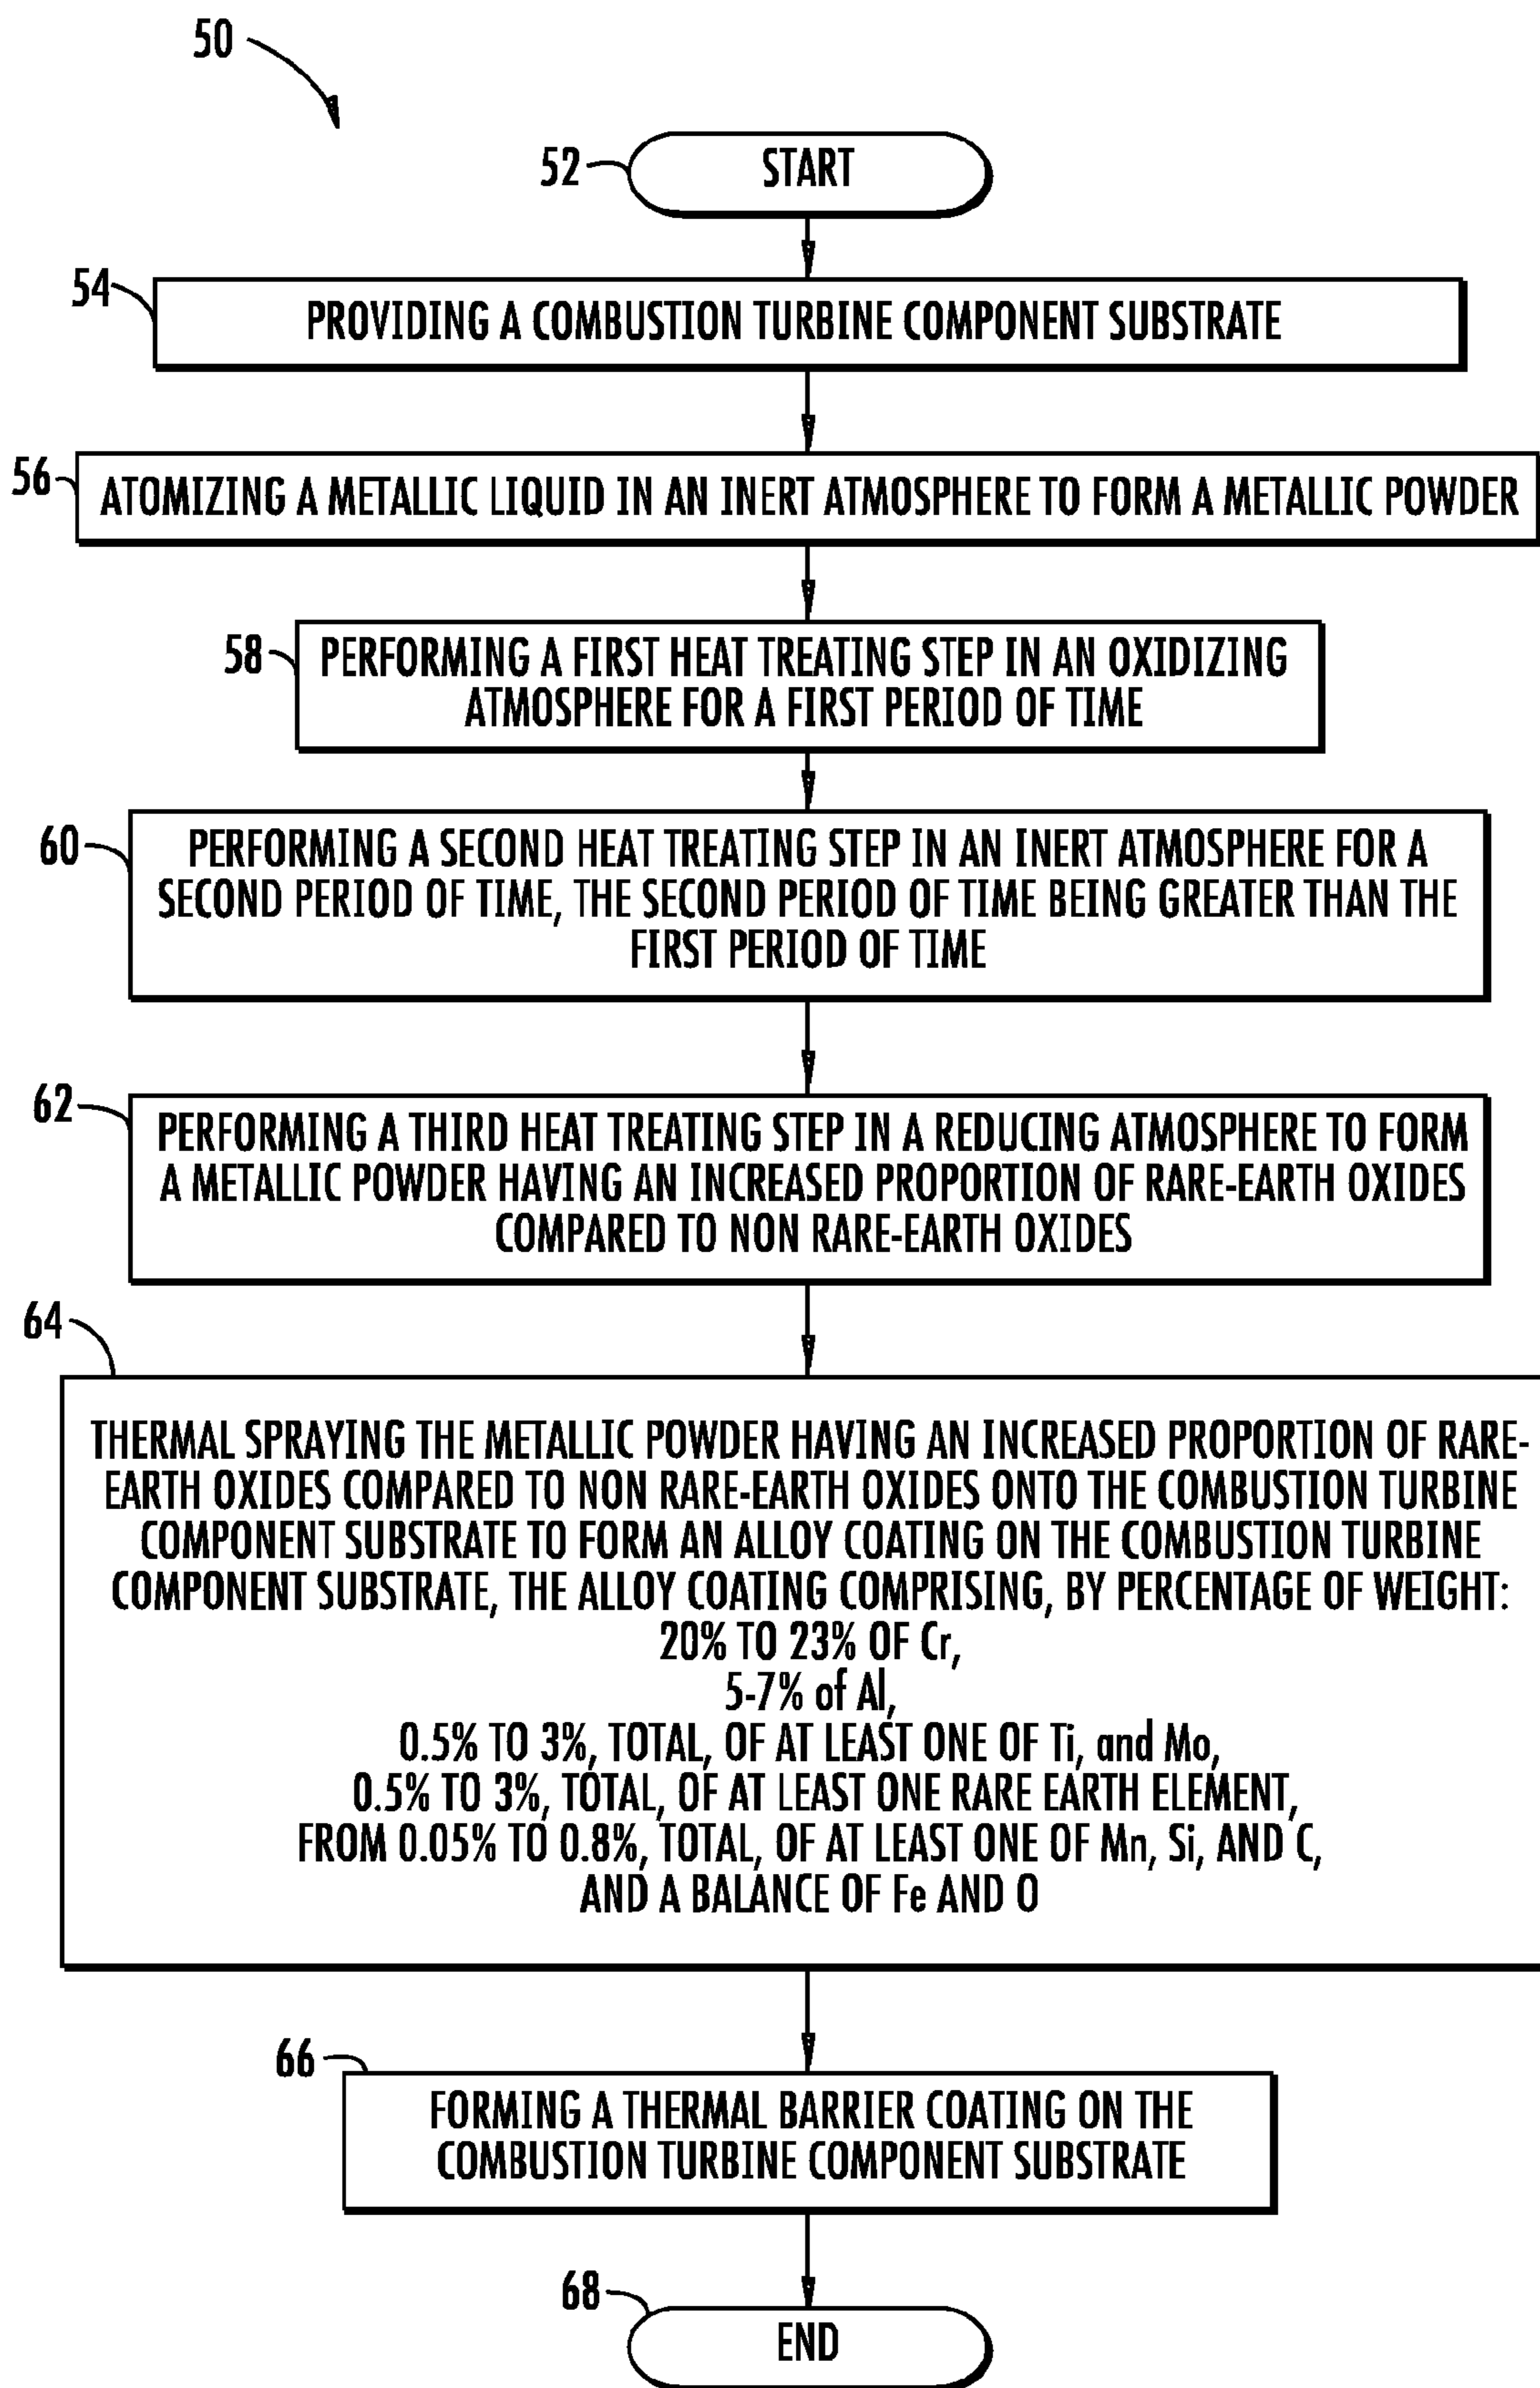 50
52
START
54
PROVIDING A COMBUSTION TURBINE COMPONENT SUBSTRATE
56
ATOMIZING A METALLIC LIQUID IN AN INERT ATMOSPHERE TO FORM A METALLIC POWDER
58
PERFORMING A FIRST HEAT TREATING STEP IN AN OXIDIZING
ATMOSPHERE FOR A FIRST PERIOD OF TIME
60
PERFORMING A SECOND HEAT TREATING STEP IN AN INERT ATMOSPHERE FOR A
SECOND PERIOD OF TIME, THE SECOND PERIOD OF TIME BEING GREATER THAN THE
FIRST PERIOD OF TIME
62
PERFORMING A THIRD HEAT TREATING STEP IN A REDUCING ATMOSPHERE TO FORM
A METALLIC POWDER HAVING AN INCREASED PROPORTION OF RARE-EARTH OXIDES
COMPARED TO NON RARE-EARTH OXIDES
64
THERMAL SPRAYING THE METALLIC POWDER HAVING AN INCREASED PROPORTION OF RARE-
EARTH OXIDES COMPARED TO NON RARE-EARTH OXIDES ONTO THE COMBUSTION TURBINE
COMPONENT SUBSTRATE TO FORM AN ALLOY COATING ON THE COMBUSTION TURBINE
COMPONENT SUBSTRATE, THE ALLOY COATING COMPRISING, BY PERCENTAGE OF WEIGHT:
20% TO 23% OF Cr,
5-7% of Al,
0.5% TO 3%, TOTAL, OF AT LEAST ONE OF Ti, and Mo,
0.5% TO 3%, TOTAL, OF AT LEAST ONE RARE EARTH ELEMENT,
FROM 0.05% TO 0.8%, TOTAL, OF AT LEAST ONE OF Mn, Si, AND C,
AND A BALANCE OF Fe AND O
66
FORMING A THERMAL BARRIER COATING ON THE
COMBUSTION TURBINE COMPONENT SUBSTRATE
68
END